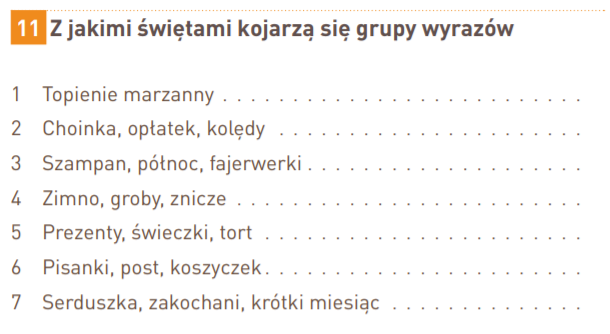 11 Z jakimi świętami kojarzą się grupy wyrazów
1 Topienie marzanny . . . . . . . . . . . . . . . . . . . . . . . . . .
2 Choinka, opłatek, kolędy . . . . . . . . . . . . . . . . . . . . . .
3 Szampan, północ, fajerwerki . . . . . . . . . . . . . . . . . . . .
4 Zimno, groby, znicze . . . . . . . . . . . . . . . . . . . . . . . . .
5 Prezenty, świeczki, tort . . . . . . . . . . . . . . . . . . . . . . .
6 Pisanki, post, koszyczek . . . . . . . . . . . . . . . . . . . . . . .
7 Serduszka, zakochani, krótki miesiąc . . . . . . . . . . . . . .